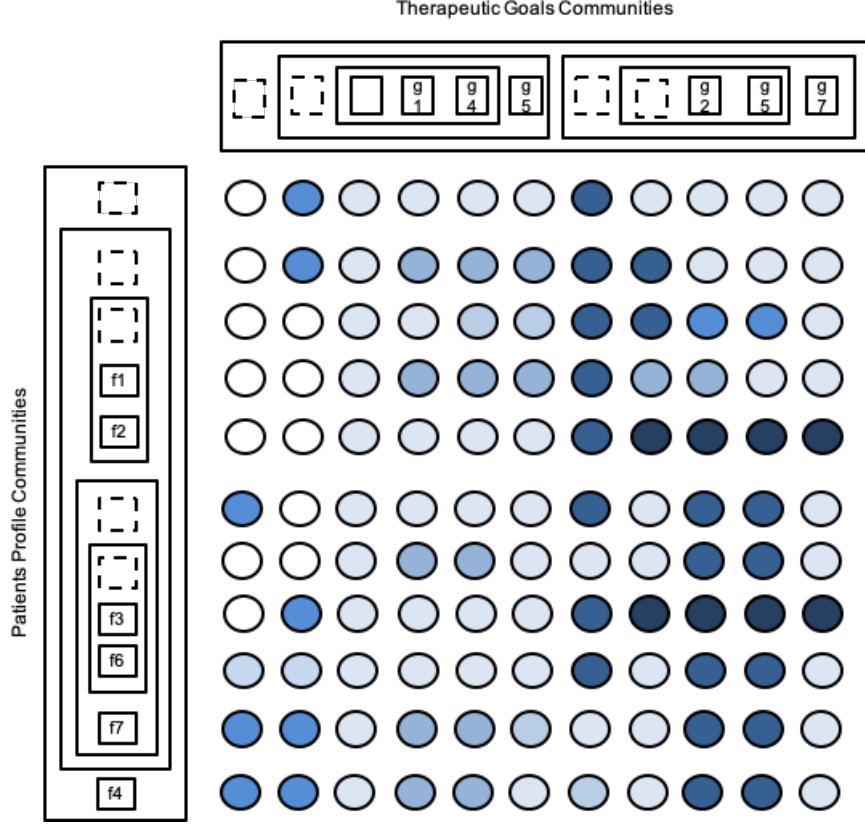 Therapeutic Goals Communities
g
1
g
4
g
5
g
2
g
5
g
7
Patients Profile Communities
f1
f2
f3
f6
f7
f4